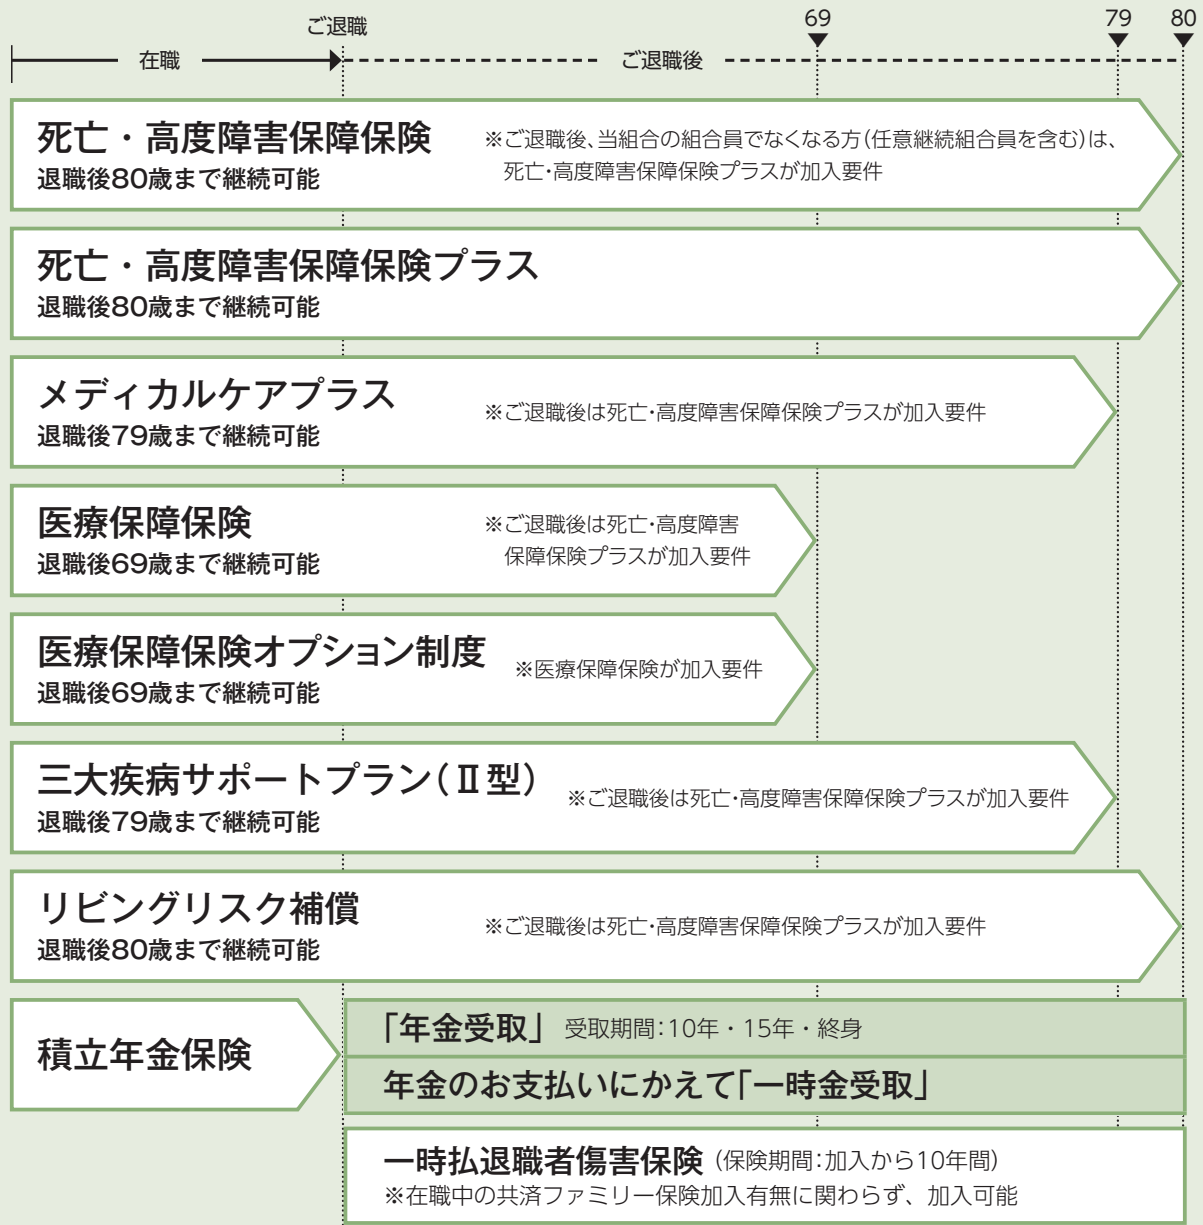 ご退職
69
79
80
在職
ご退職後
死亡・高度障害保障保険
退職後80歳まで継続可能
※ご退職後、当組合の組合員でなくなる方(任意継続組合員を含む)は、
死亡・高度障害保障保険プラスが加入要件
死亡・高度障害保障保険プラス
退職後80歳まで継続可能
メディカルケアプラス
退職後79歳まで継続可能
※ご退職後は死亡・高度障害保障保険プラスが加入要件
医療保障保険
退職後69歳まで継続可能
※ご退職後は死亡・高度障害
保障保険プラスが加入要件
医療保障保険オプション制度
退職後69歳まで継続可能
※医療保障保険が加入要件
三大疾病サポートプラン(Ⅱ型)
退職後79歳まで継続可能
※ご退職後は死亡・高度障害保障保険プラスが加入要件
リビングリスク補償
退職後80歳まで継続可能
※ご退職後は死亡・高度障害保障保険プラスが加入要件
積立年金保険
「年金受取」 受取期間:10年・15年・終身
年金のお支払いにかえて「一時金受取」
一時払退職者傷害保険 (保険期間:加入から10年間)
※在職中の共済ファミリー保険加入有無に関わらず、加入可能